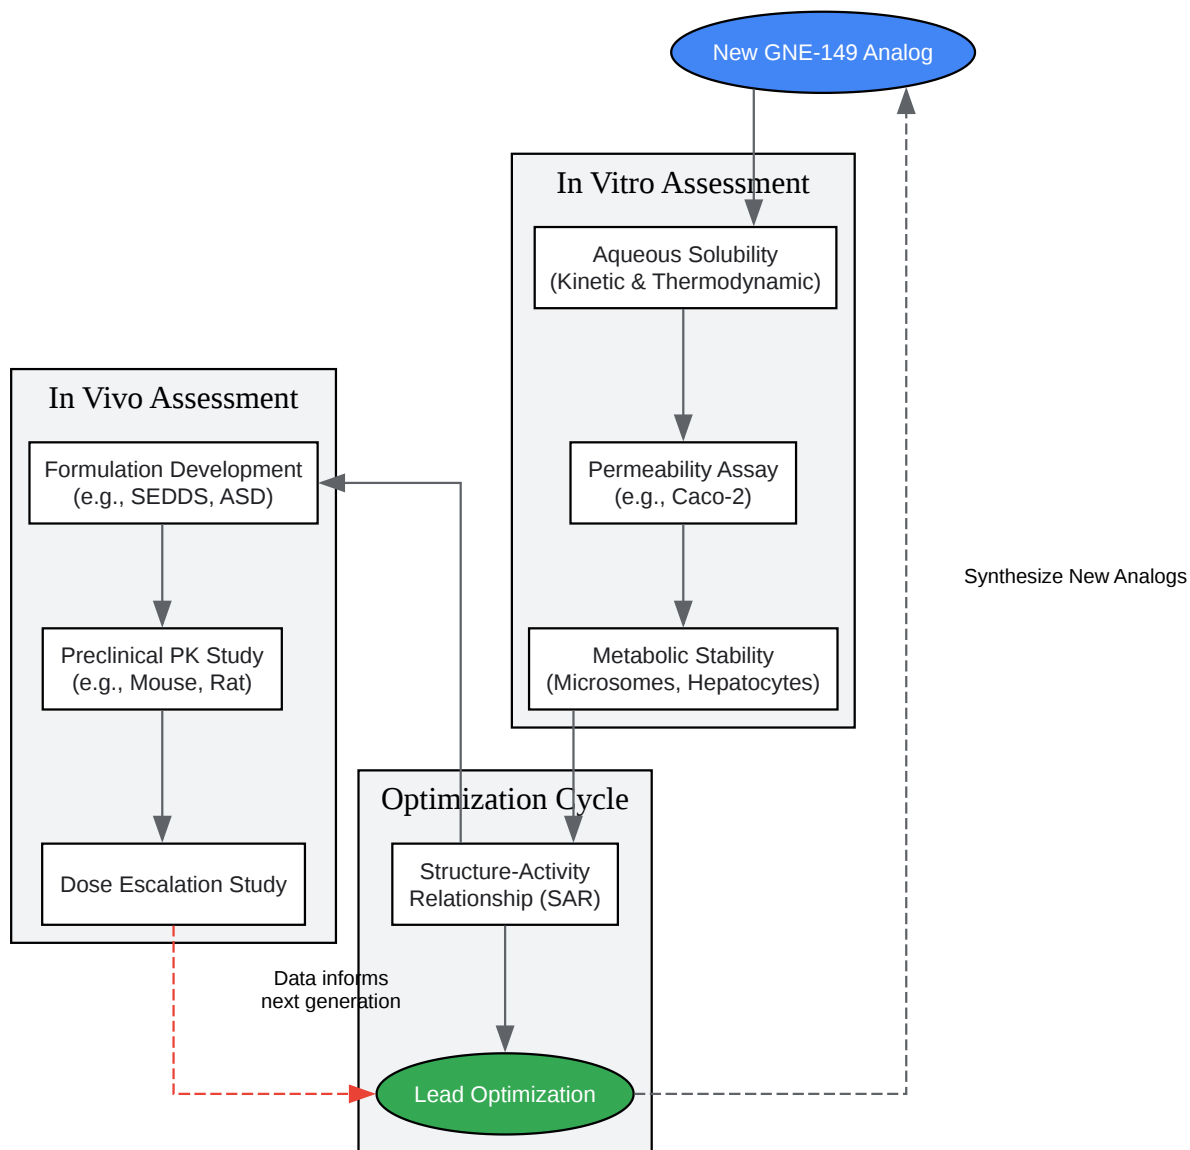 New GNE-149 Analog
In Vitro Assessment
Aqueous Solubility
(Kinetic & Thermodynamic)
Permeability Assay
(e.g., Caco-2)
Metabolic Stability
(Microsomes, Hepatocytes)
In Vivo Assessment
Formulation Development
(e.g., SEDDS, ASD)
Preclinical PK Study
(e.g., Mouse, Rat)
Dose Escalation Study
Optimization Cycle
Structure-Activity
Relationship (SAR)
Data informs
next generation
Lead Optimization
Synthesize New Analogs